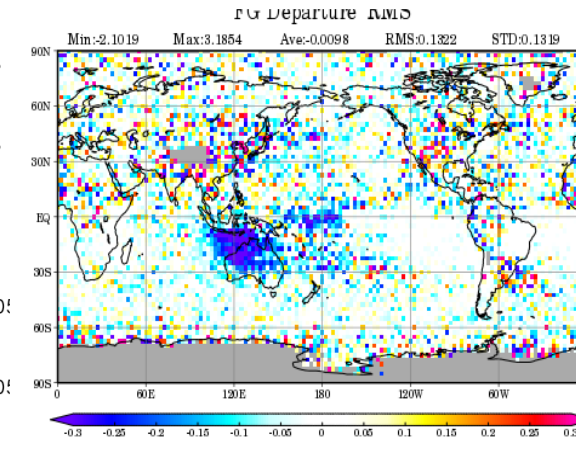 FG Departure RMS
Min:-2.1019 Max:3.1854 Ave:-0.0098 RMS:0.1322 STD:0.1319
90N
60N
30N
EQ
30S
60S
90S
0 60E 120E 180 120W 60W
-0.3 -0.25 -0.2 -0.15 -0.1 -0.05 0 0.05 0.1 0.15 0.2 0.25